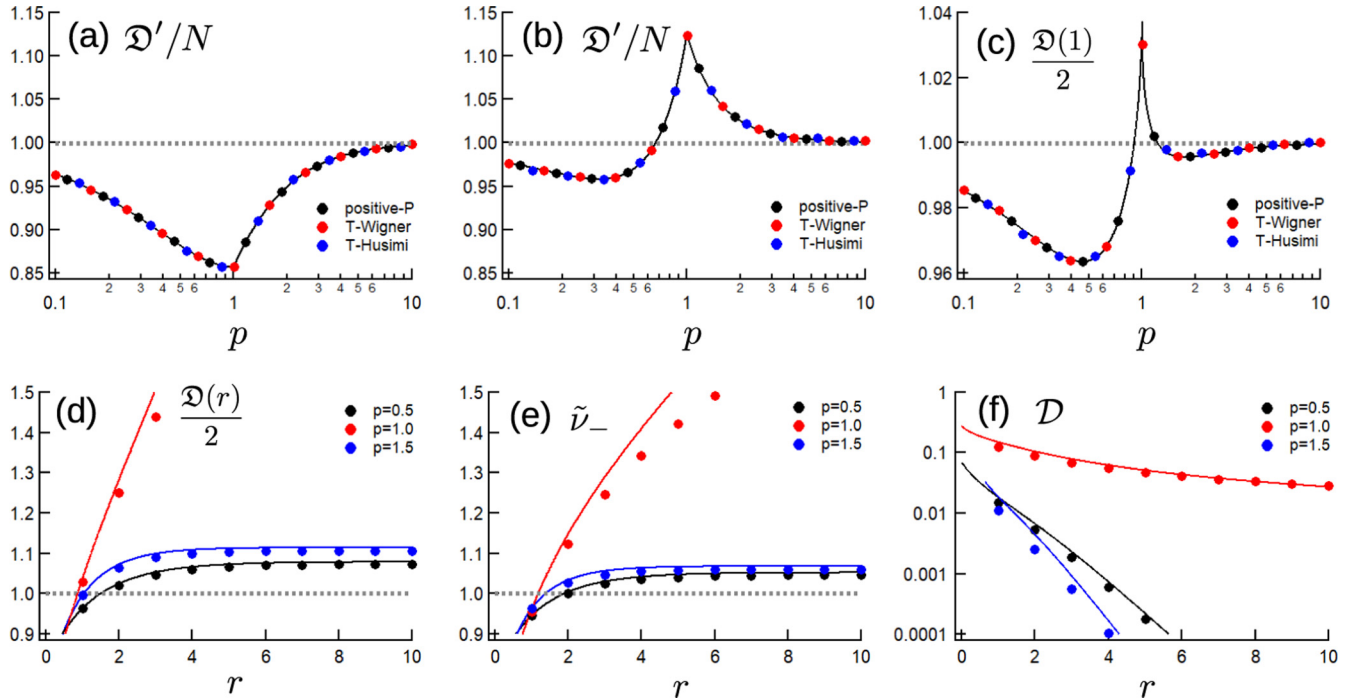 (a) 𝔇′/N
1.15
1.10
1.05
1.00
0.95
0.90
0.85
positive-P
T-Wigner
T-Husimi
0.1 2 3 4 5 6 1 2 3 4 5 6 10
p
(b) 𝔇′/N
1.15
1.10
1.05
1.00
0.95
0.90
0.85
positive-P
T-Wigner
T-Husimi
0.1 2 3 4 5 6 1 2 3 4 5 6 10
p
(c) 𝔇(1)/2
1.04
1.02
1.00
0.98
0.96
positive-P
T-Wigner
T-Husimi
0.1 2 3 4 5 6 1 2 3 4 5 6 10
p
(d) 𝔇(r)/2
1.5
1.4
1.3
1.2
1.1
1.0
0.9
p=0.5
p=1.0
p=1.5
0 2 4 6 8 10
r
(e) ν̃₋
1.5
1.4
1.3
1.2
1.1
1.0
0.9
p=0.5
p=1.0
p=1.5
0 2 4 6 8 10
r
(f) 𝒟
1
0.1
0.01
0.001
0.0001
p=0.5
p=1.0
p=1.5
0 2 4 6 8 10
r